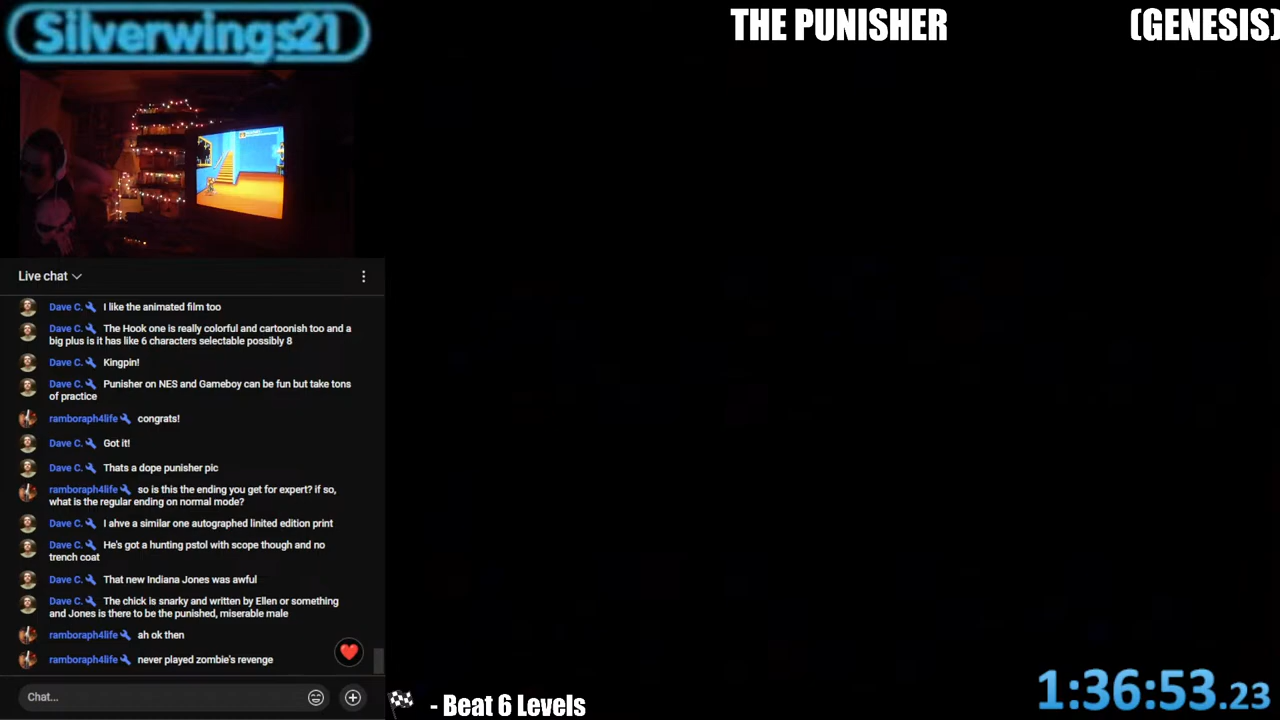 Silverwings21
THE PUNISHER
(GENESIS)
Live chat
Dave C. I like the animated film too
Dave C. The Hook one is really colorful and cartoonish too and a
big plus is it has like 6 characters selectable possibly 8
Dave C. Kingpin!
Dave C. Punisher on NES and Gameboy can be fun but take tons
of practice
ramboraph4life congrats!
Dave C. Got it!
Dave C. Thats a dope punisher pic
ramboraph4life so is this the ending you get for expert? if so,
what is the regular ending on normal mode?
Dave C. I ahve a similar one autographed linited edition print
Dave C. He's got a hunting pstol with scope though and no
trench coat
Dave C. That new Indiana Jones was awful
Dave C. The chick is snarky and written by Ellen or something
and Jones is there to be the punished, miserable male
ramboraph4life ah ok then
ramboraph4life never played zombie's revenge
Chat...
- Beat 6 Levels
1:36:53.23